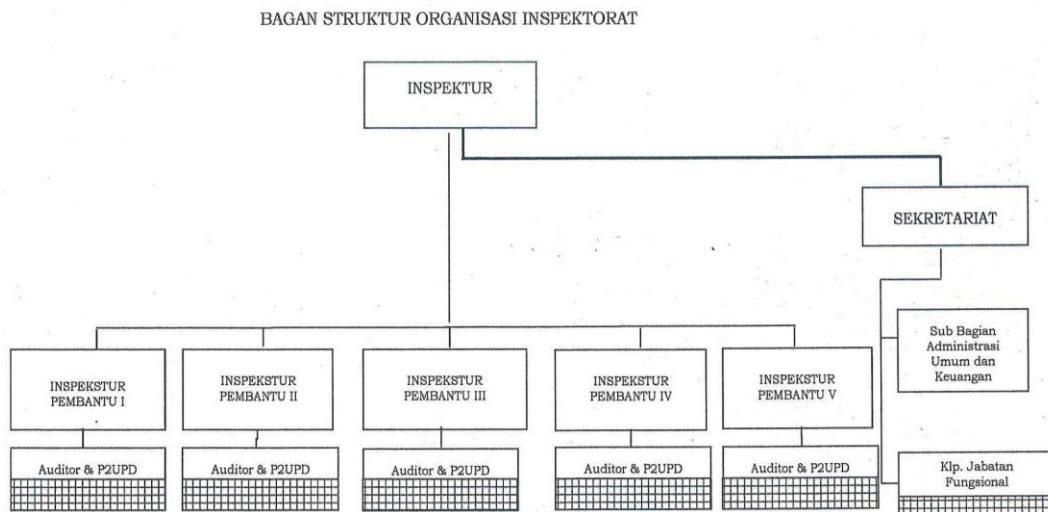 BAGAN STRUKTUR ORGANISASI INSPEKTORAT
INSPEKTUR
SEKRETARIAT
Sub Bagian
Administrasi
Umum dan
Keuangan
INSPEKSTUR
PEMBANTU I
INSPEKSTUR
PEMBANTU II
INSPEKSTUR
PEMBANTU III
INSPEKSTUR
PEMBANTU IV
INSPEKSTUR
PEMBANTU V
Auditor & P2UPD
Auditor & P2UPD
Auditor & P2UPD
Auditor & P2UPD
Auditor & P2UPD
Klp. Jabatan
Fungsional